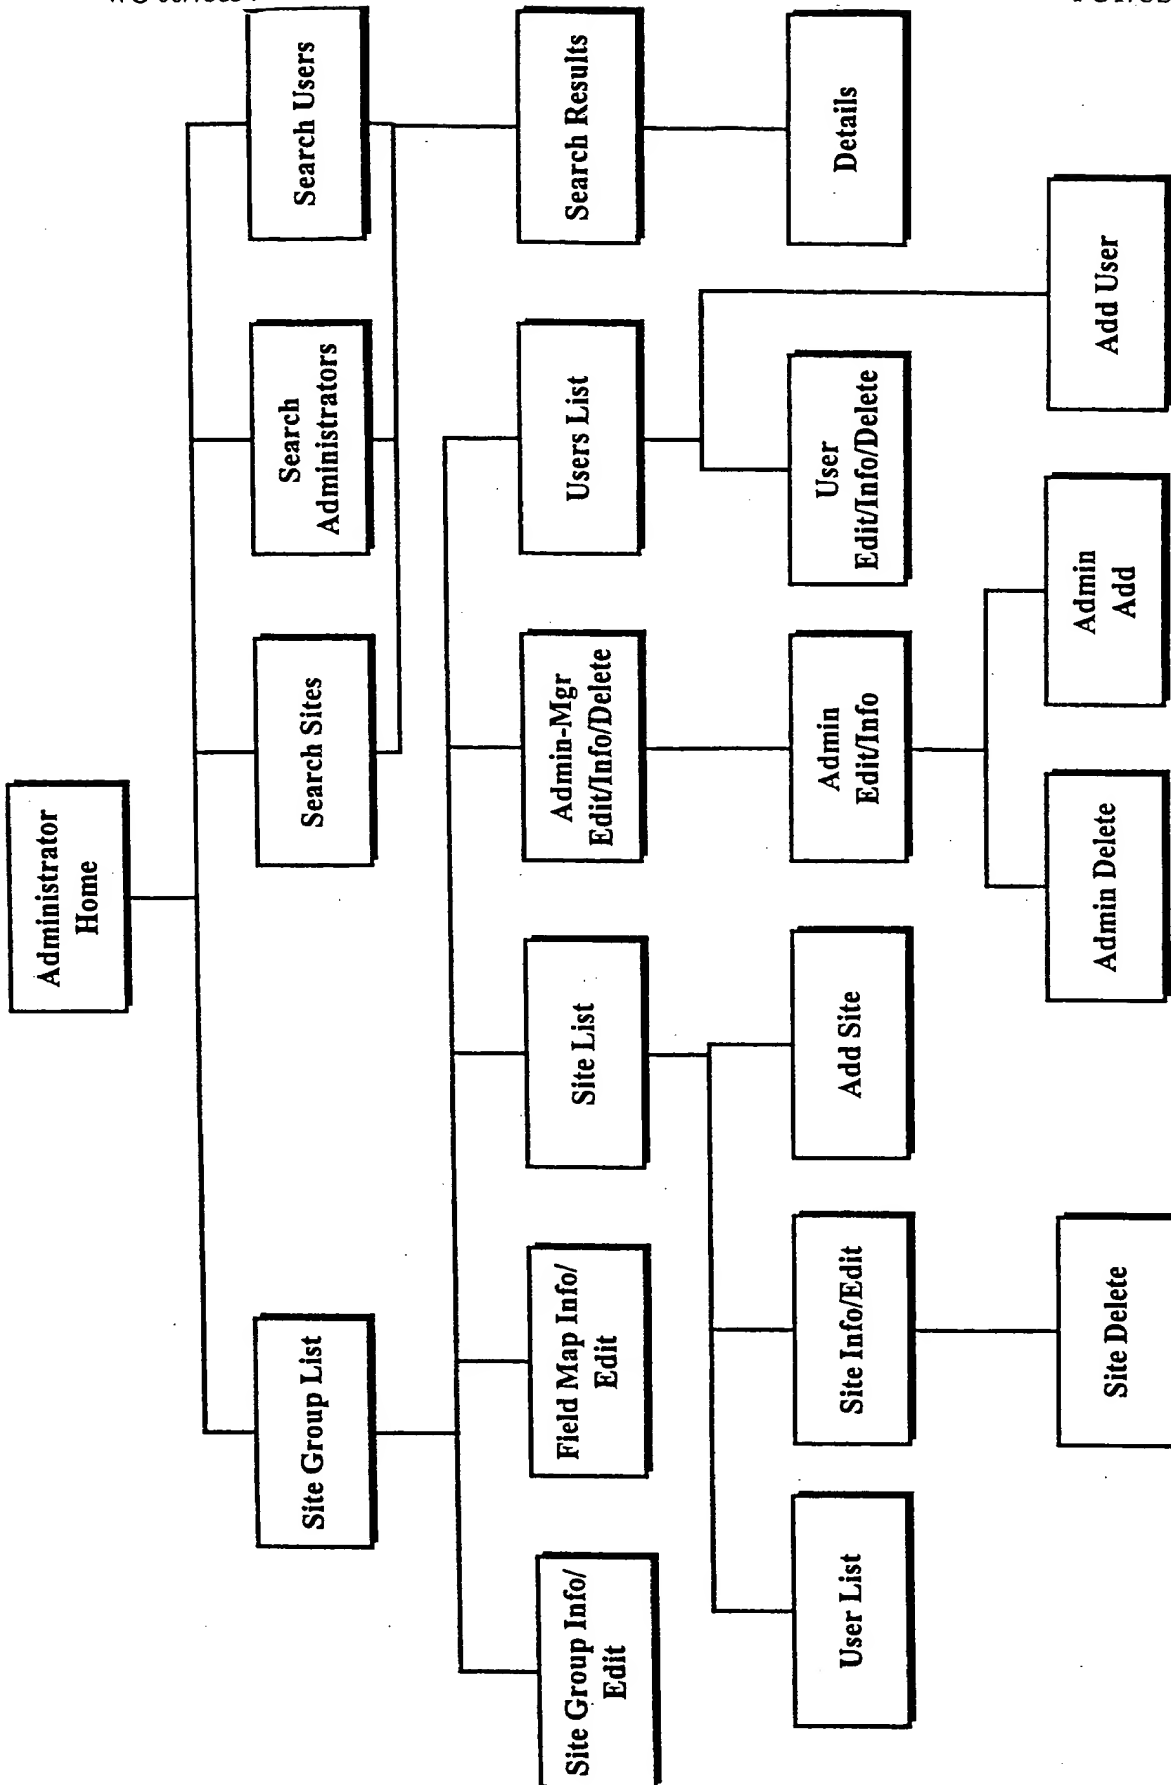 Administrator
Home
Site Group List
Search Sites
Search
Administrators
Search Users
Site Group Info/
Edit
Field Map Info/
Edit
Site List
Admin-Mgr
Edit/Info/Delete
Users List
Search Results
User List
Site Info/Edit
Add Site
Admin
Edit/Info
User
Edit/Info/Delete
Details
Site Delete
Admin Delete
Admin
Add
Add User